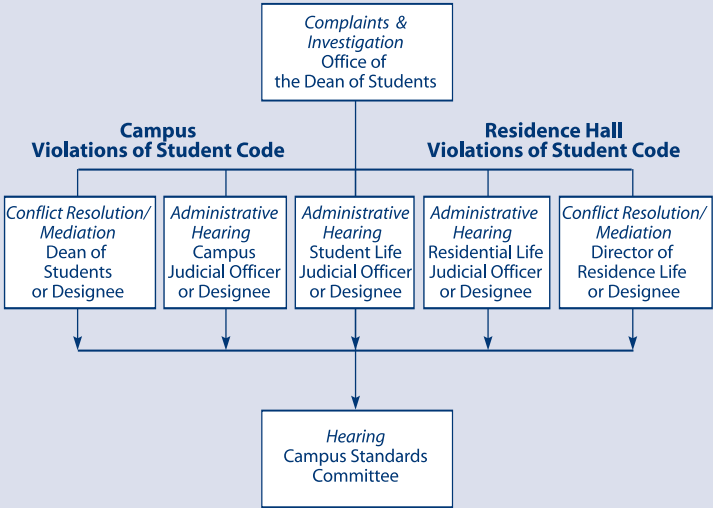 Complaints &
Investigation
Office of
the Dean of Students
Campus
Violations of Student Code
Residence Hall
Violations of Student Code
Conflict Resolution/
Mediation
Dean of
Students
or Designee
Administrative
Hearing
Campus
Judicial Officer
or Designee
Administrative
Hearing
Student Life
Judicial Officer
or Designee
Administrative
Hearing
Residential Life
Judicial Officer
or Designee
Conflict Resolution/
Mediation
Director of
Residence Life
or Designee
Hearing
Campus Standards
Committee